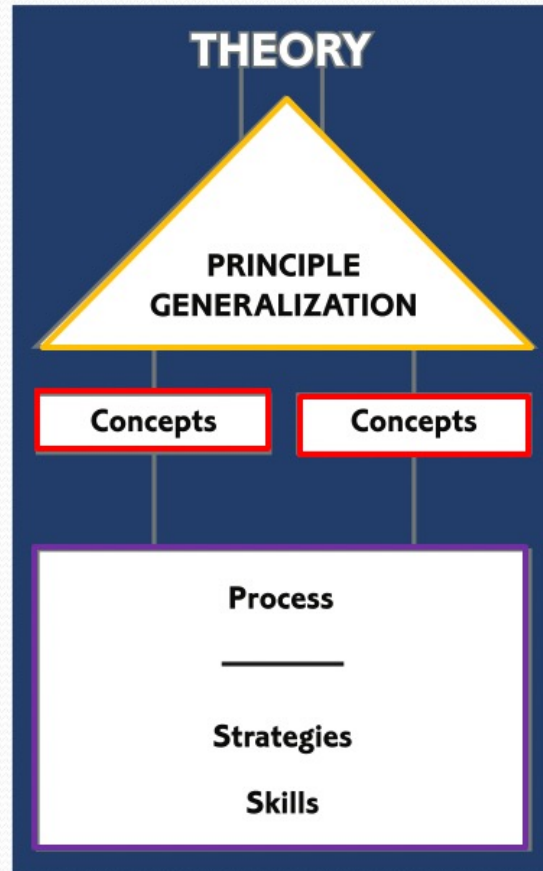 THEORY
PRINCIPLE
GENERALIZATION
Concepts
Concepts
Process
Strategies
Skills